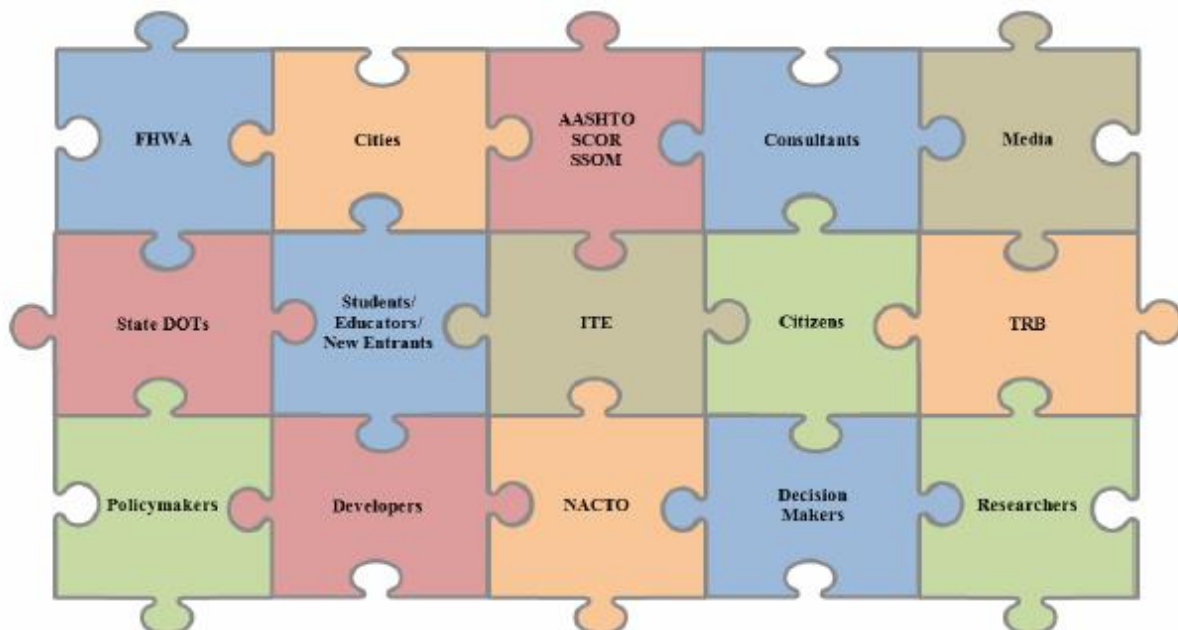 FHWA
Cities
AASHTO
SCOR
SSOM
Consultants
Media
State DOTs
Students/
Educators/
New Entrants
ITE
Citizens
TRB
Policymakers
Developers
NACTO
Decision
Makers
Researchers